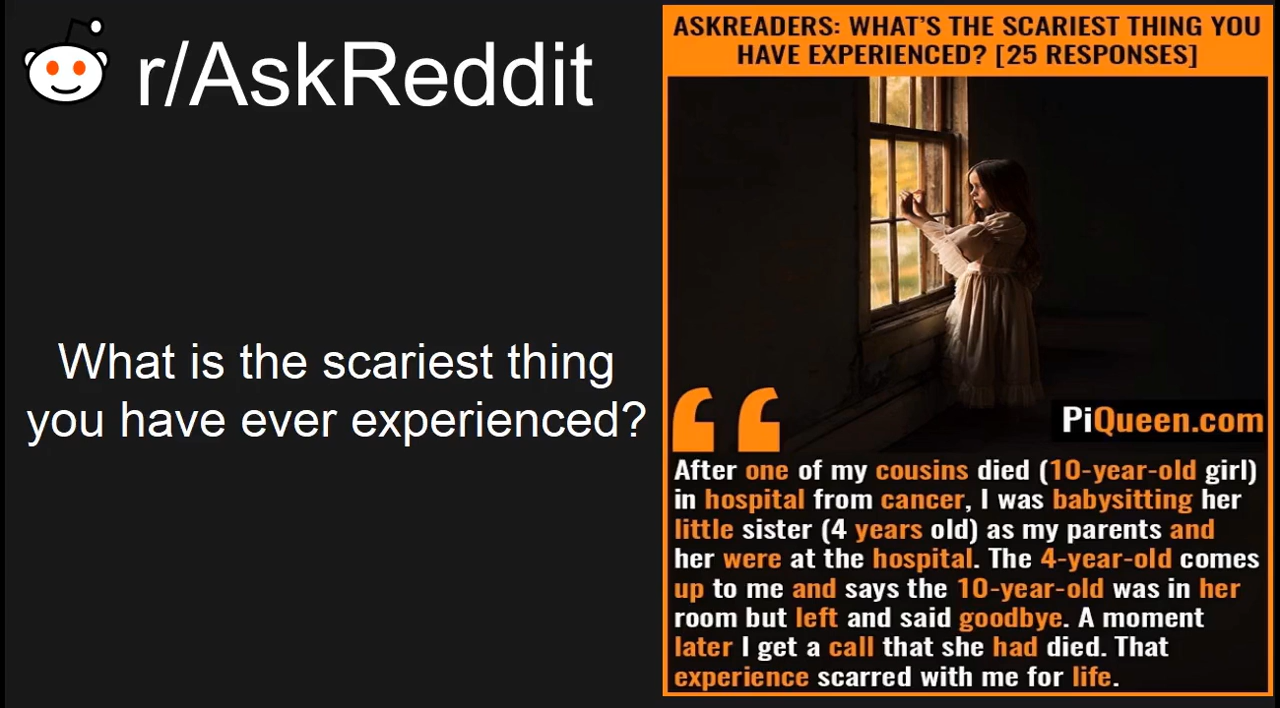 r/AskReddit
What is the scariest thing
you have ever experienced?
ASKREADERS: WHAT'S THE SCARIEST THING YOU
HAVE EXPERIENCED? [25 RESPONSES]
PiQueen.com
After one of my cousins died (10-year-old girl)
in hospital from cancer, I was babysitting her
little sister (4 years old) as my parents and
her were at the hospital. The 4-year-old comes
up to me and says the 10-year-old was in her
room but left and said goodbye. A moment
later I get a call that she had died. That
experience scarred with me for life.